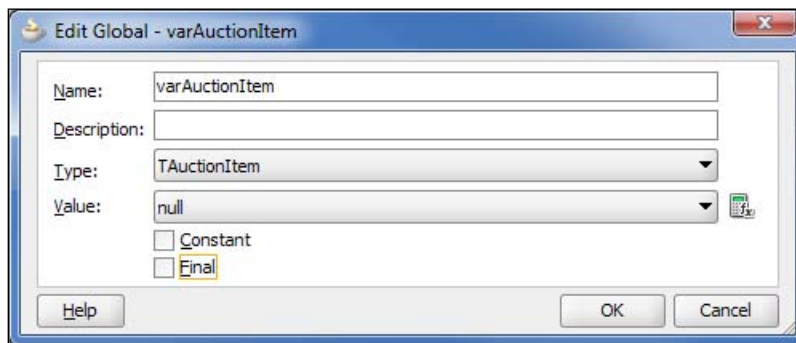 Edit Global - varAuctionItem
Name: varAuctionItem
Description:
Type: TAuctionItem
Value: null
Constant
Final
Help OK Cancel